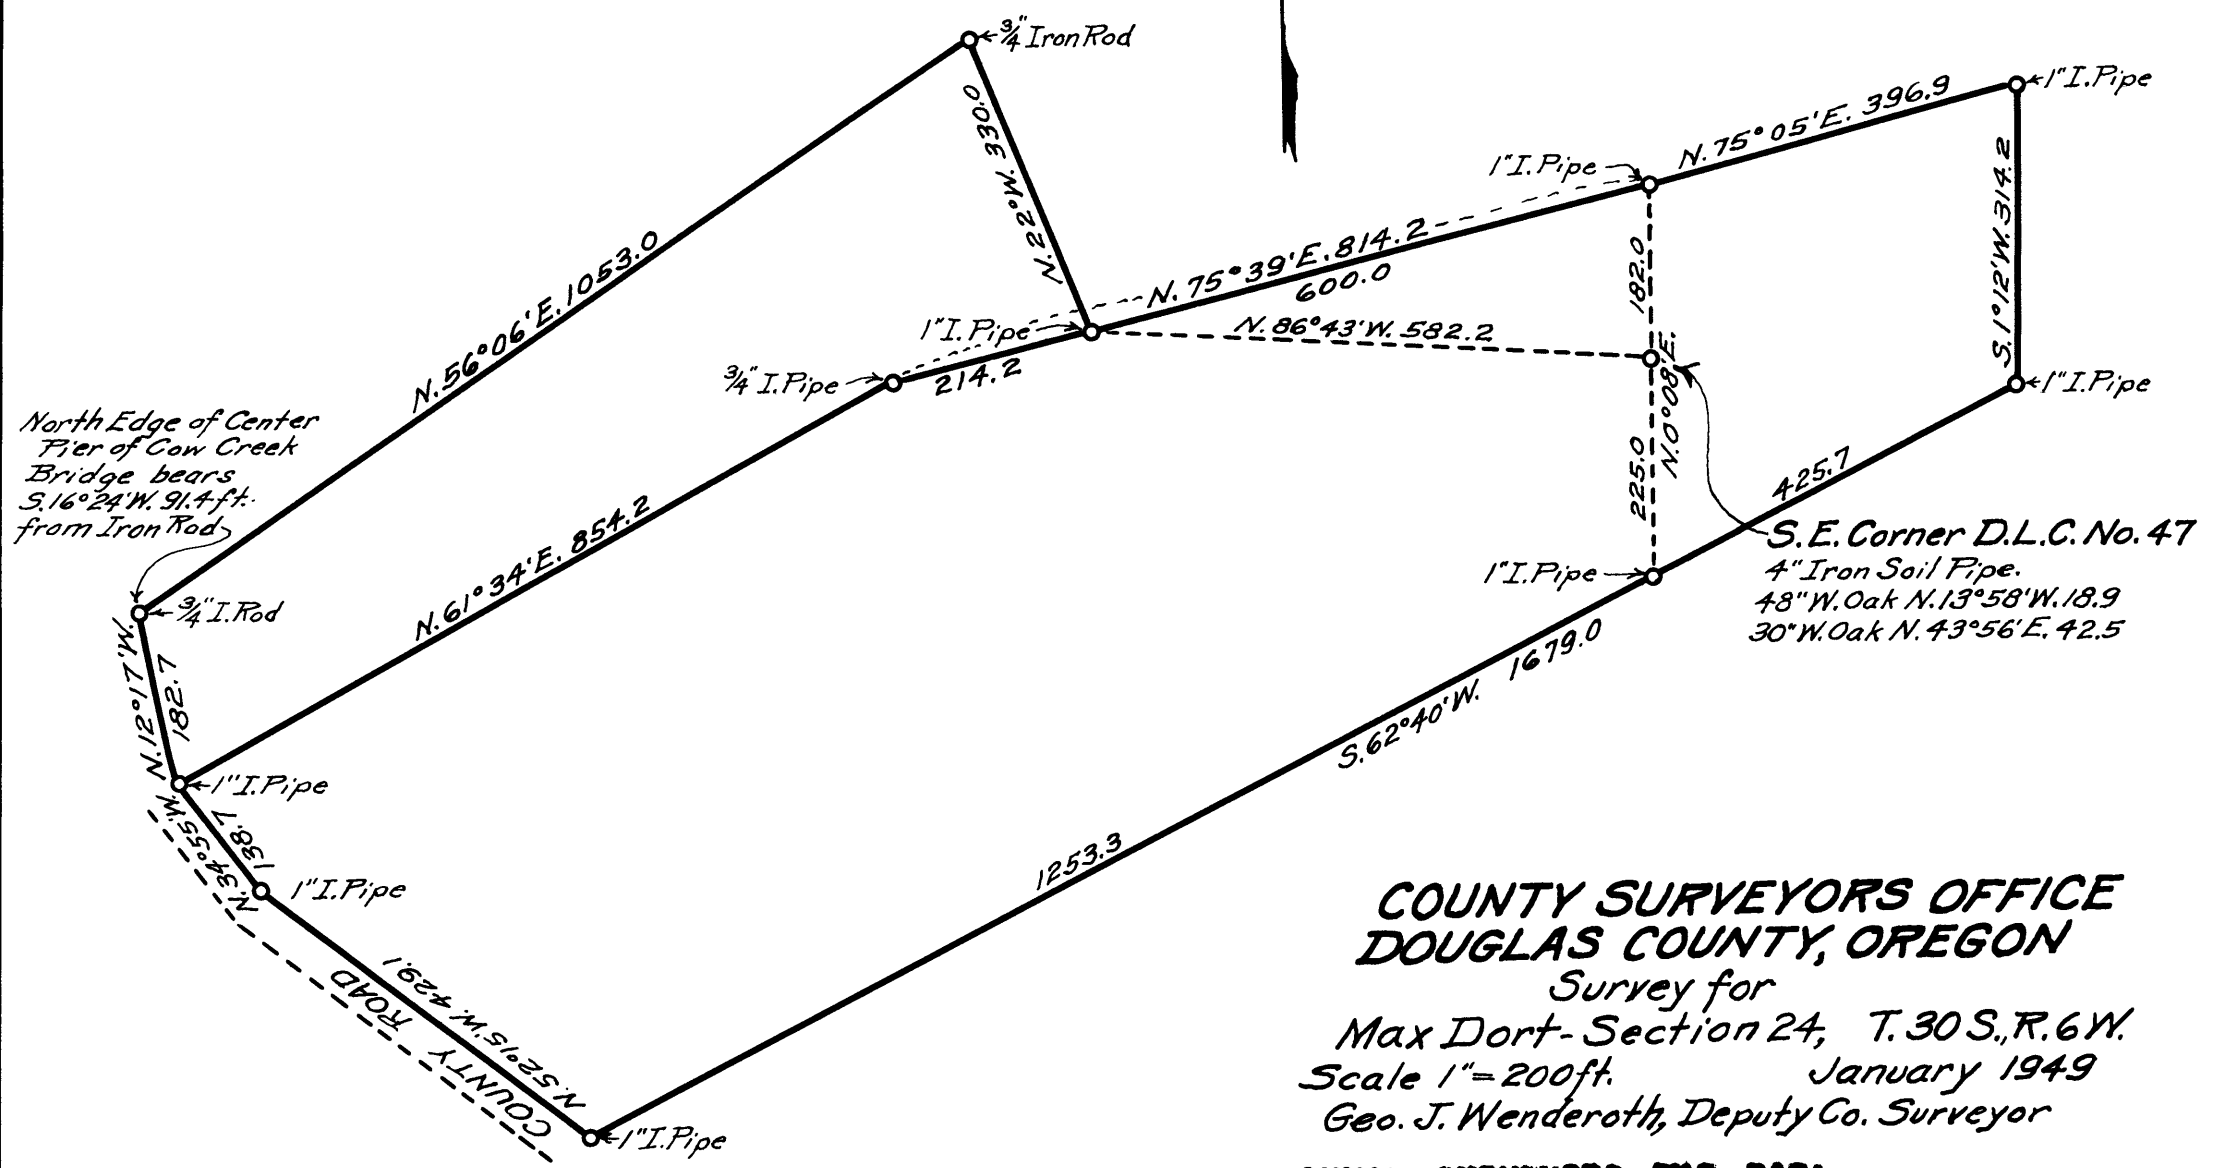 3/4" Iron Rod
1" I. Pipe
N. 75° 05' E. 396.9
1" I. Pipe
N. 22° W. 330.0
S. 1° 12' W. 314.2
N. 75° 39' E. 814.2
600.0
182.0
N. 56° 06' E. 1053.0
1" I. Pipe
N. 86° 43' W. 582.2
N. 0° 08' E.
3/4" I. Pipe
214.2
1" I. Pipe
North Edge of Center
Pier of Cow Creek
Bridge bears
S. 16° 24' W. 91.4 ft.
from Iron Rod
225.0
425.7
N. 61° 34' E. 854.2
S.E. Corner D.L.C. No. 47
4" Iron Soil Pipe.
48" W. Oak N. 13° 58' W. 18.9
30" W. Oak N. 43° 56' E. 42.5
1" I. Pipe
3/4" I. Rod
N. 12° 17' W.
182.7
1679.0
S. 62° 40' W.
1" I. Pipe
N. 34° 55' W.
138.7
1" I. Pipe
1253.3
N. 52° 15' W. 429.1
COUNTY ROAD
1" I. Pipe
COUNTY SURVEYORS OFFICE
DOUGLAS COUNTY, OREGON
Survey for
Max Dort - Section 24, T. 30 S., R. 6 W.
Scale 1" = 200 ft. January 1949
Geo. J. Wenderoth, Deputy Co. Surveyor